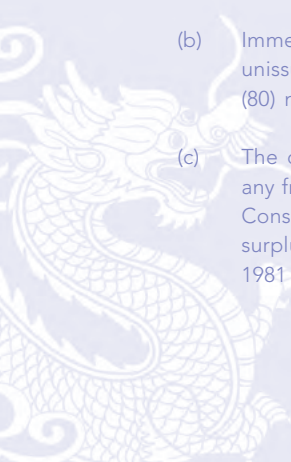 (b) Imme
uniss
(80) r
(c) The c
any fr
Cons
surplu
1981